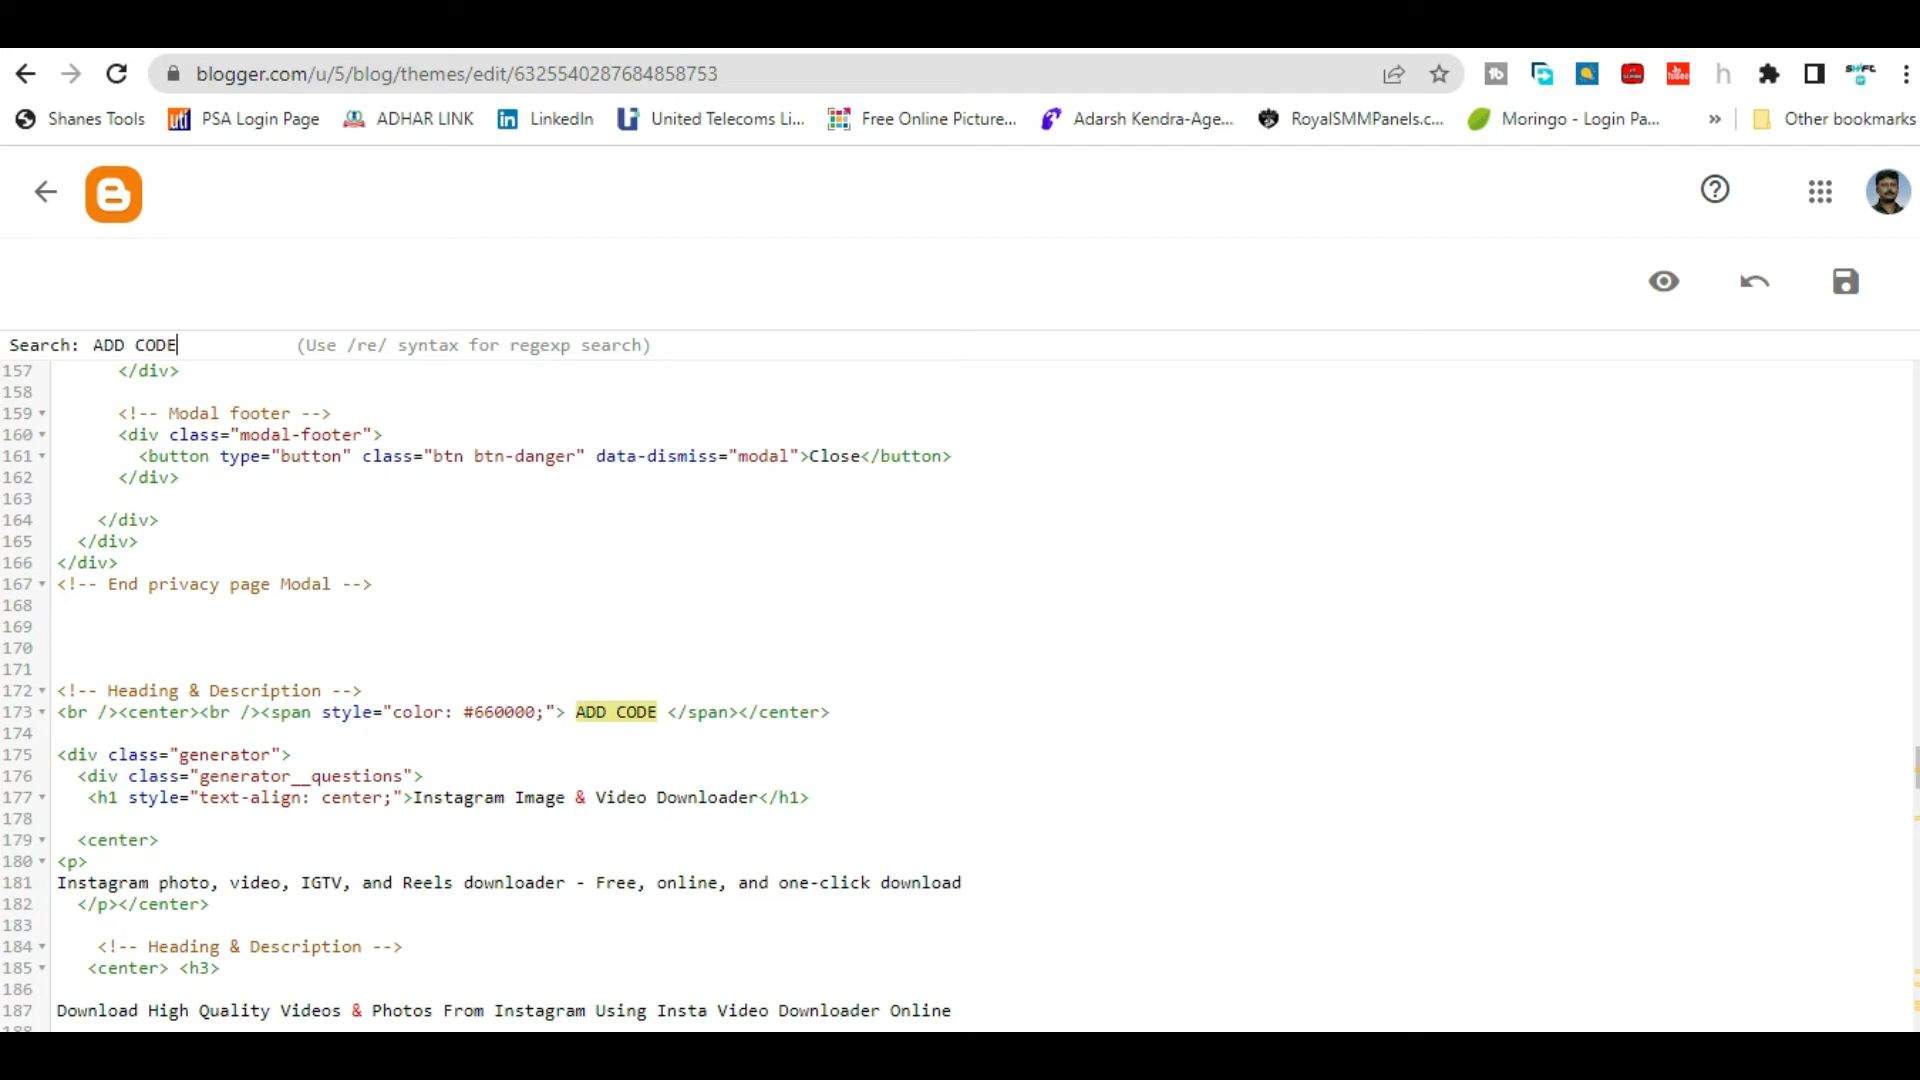 blogger.com/u/5/blog/themes/edit/6325540287684858753
Shanes Tools PSA Login Page ADHAR LINK LinkedIn United Telecoms Li... Free Online Picture... Adarsh Kendra-Age... RoyalSMMPanels.c... Moringo - Login Pa... » Other bookmarks
Search: ADD CODE (Use /re/ syntax for regexp search)
157 </div>
158
159 <!-- Modal footer -->
160 <div class="modal-footer">
161 <button type="button" class="btn btn-danger" data-dismiss="modal">Close</button>
162 </div>
163
164 </div>
165 </div>
166 </div>
167 <!-- End privacy page Modal -->
168
169
170
171
172 <!-- Heading & Description -->
173 <br /><center><br /><span style="color: #660000;"> ADD CODE </span></center>
174
175 <div class="generator">
176 <div class="generator__questions">
177 <h1 style="text-align: center;">Instagram Image & Video Downloader</h1>
178
179 <center>
180 <p>
181 Instagram photo, video, IGTV, and Reels downloader - Free, online, and one-click download
182 </p></center>
183
184 <!-- Heading & Description -->
185 <center> <h3>
186
187 Download High Quality Videos & Photos From Instagram Using Insta Video Downloader Online